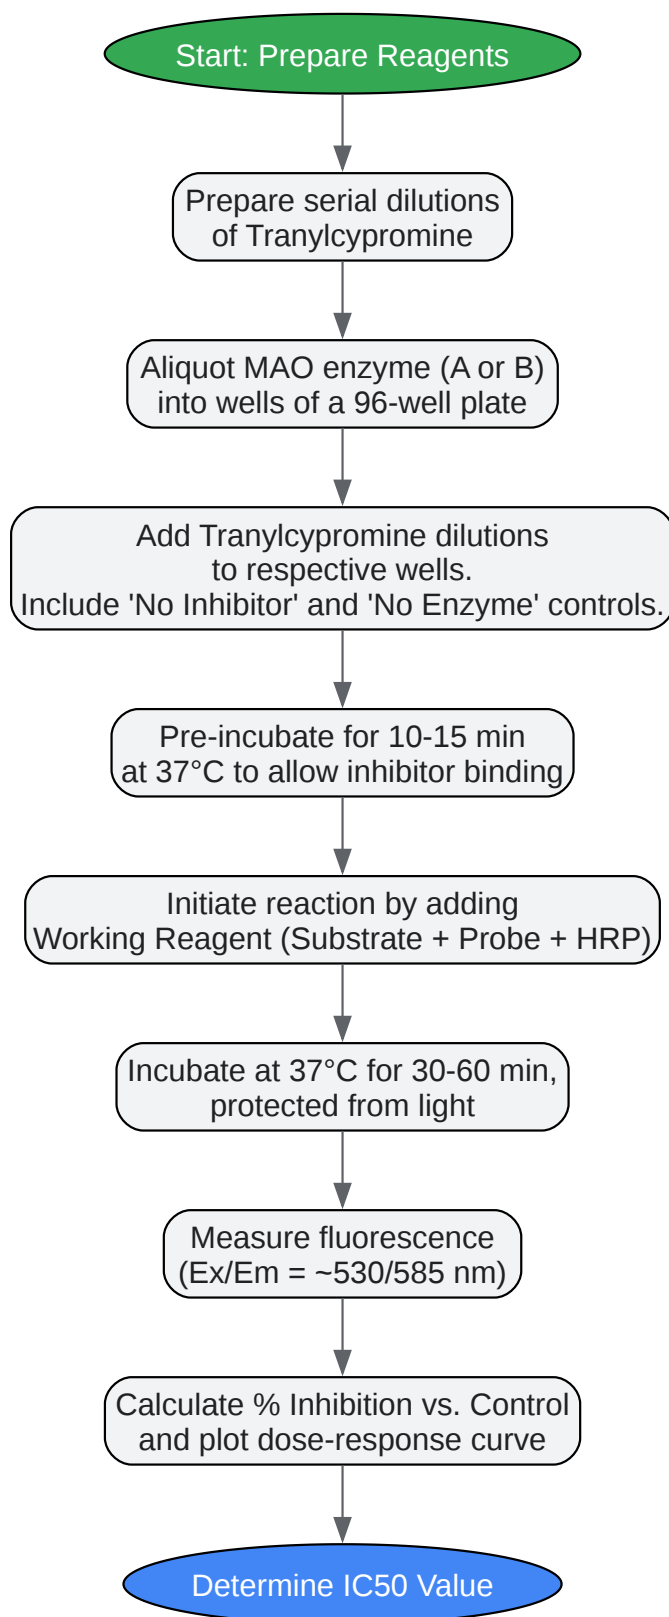 Start: Prepare Reagents
Prepare serial dilutions
of Tranylcypromine
Aliquot MAO enzyme (A or B)
into wells of a 96-well plate
Add Tranylcypromine dilutions
to respective wells.
Include 'No Inhibitor' and 'No Enzyme' controls.
Pre-incubate for 10-15 min
at 37°C to allow inhibitor binding
Initiate reaction by adding
Working Reagent (Substrate + Probe + HRP)
Incubate at 37°C for 30-60 min,
protected from light
Measure fluorescence
(Ex/Em = ~530/585 nm)
Calculate % Inhibition vs. Control
and plot dose-response curve
Determine IC50 Value